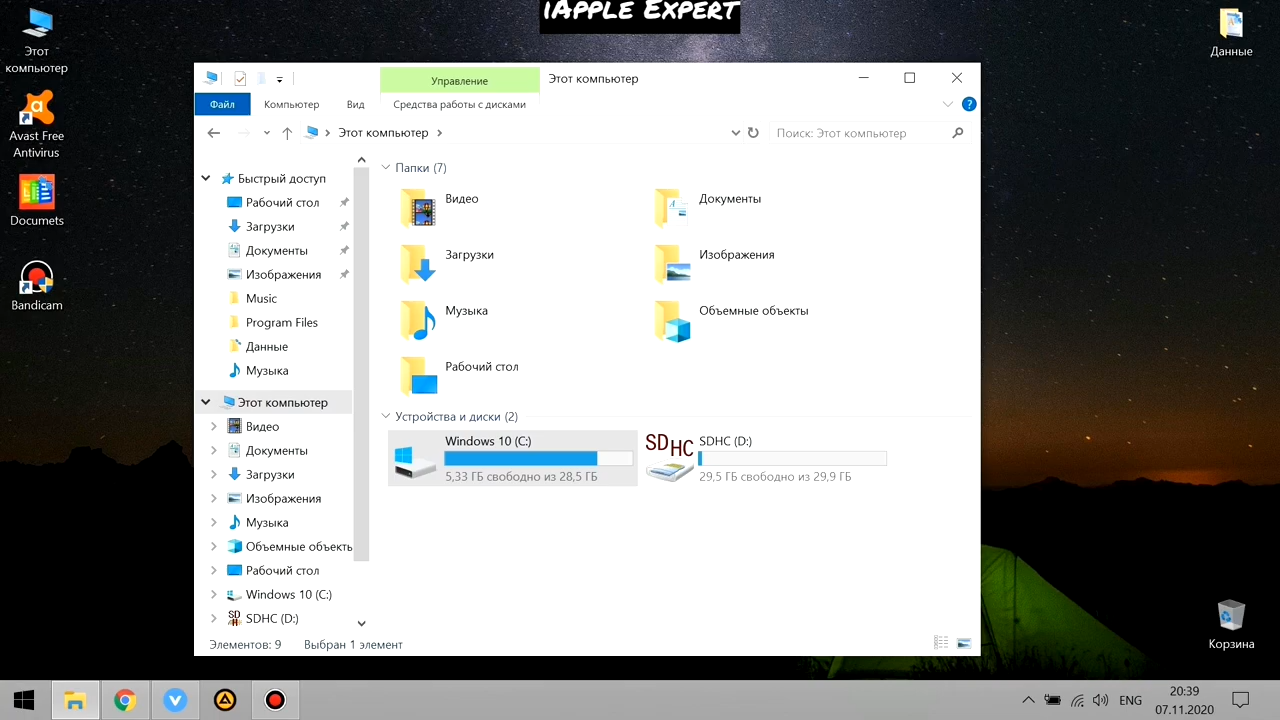 iApple Expert
Этот
компьютер
Avast Free
Antivirus
Documets
Bandicam
Данные
Корзина
Управление
Этот компьютер
Файл
Компьютер
Вид
Средства работы с дисками
?
Этот компьютер
Поиск: Этот компьютер
Быстрый доступ
Рабочий стол
Загрузки
Документы
Изображения
Music
Program Files
Данные
Музыка
Этот компьютер
Видео
Документы
Загрузки
Изображения
Музыка
Объемные объекть
Рабочий стол
Windows 10 (C:)
SDHC (D:)
Папки (7)
Видео
Документы
Загрузки
Изображения
Музыка
Объемные объекты
Рабочий стол
Устройства и диски (2)
Windows 10 (C:)
5,33 ГБ свободно из 28,5 ГБ
SDHC
SDHC (D:)
29,5 ГБ свободно из 29,9 ГБ
Элементов: 9
Выбран 1 элемент
ENG
20:39
07.11.2020